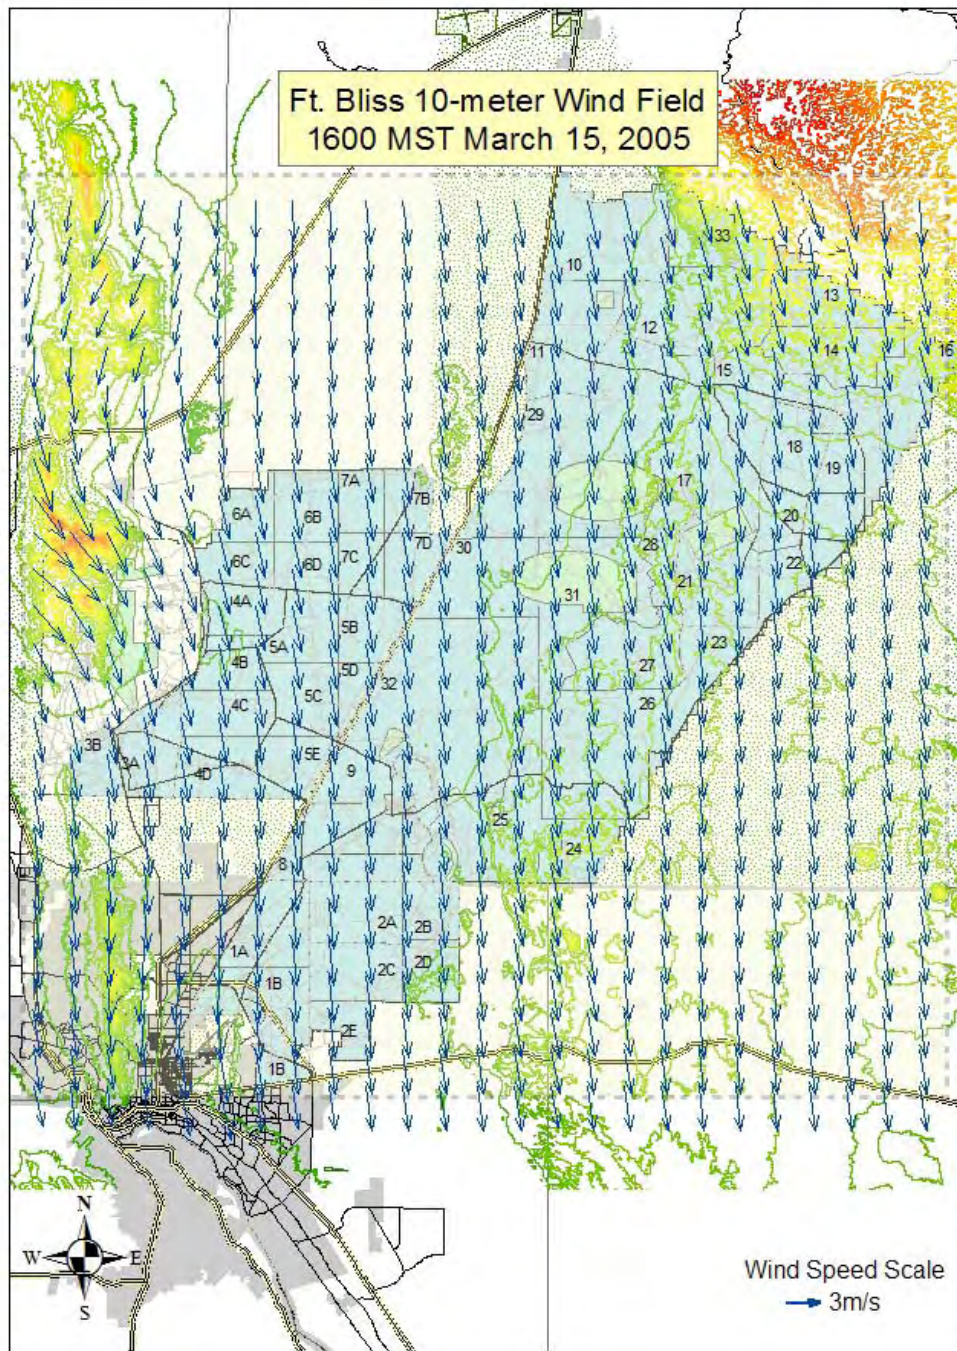 Ft. Bliss 10-meter Wind Field
1600 MST March 15, 2005
33
10
13
12
11
14
16
15
29
18
19
7A
17
7B
6A
6B
20
7D
30
28
6C
6D
7C
22
21
31
4A
5B
5A
23
4B
5D
27
32
5C
4C
26
3B
5E
3A
4D
9
25
24
8
2A
2B
1A
2C
2D
1B
2E
1B
N
W
E
S
Wind Speed Scale
3m/s